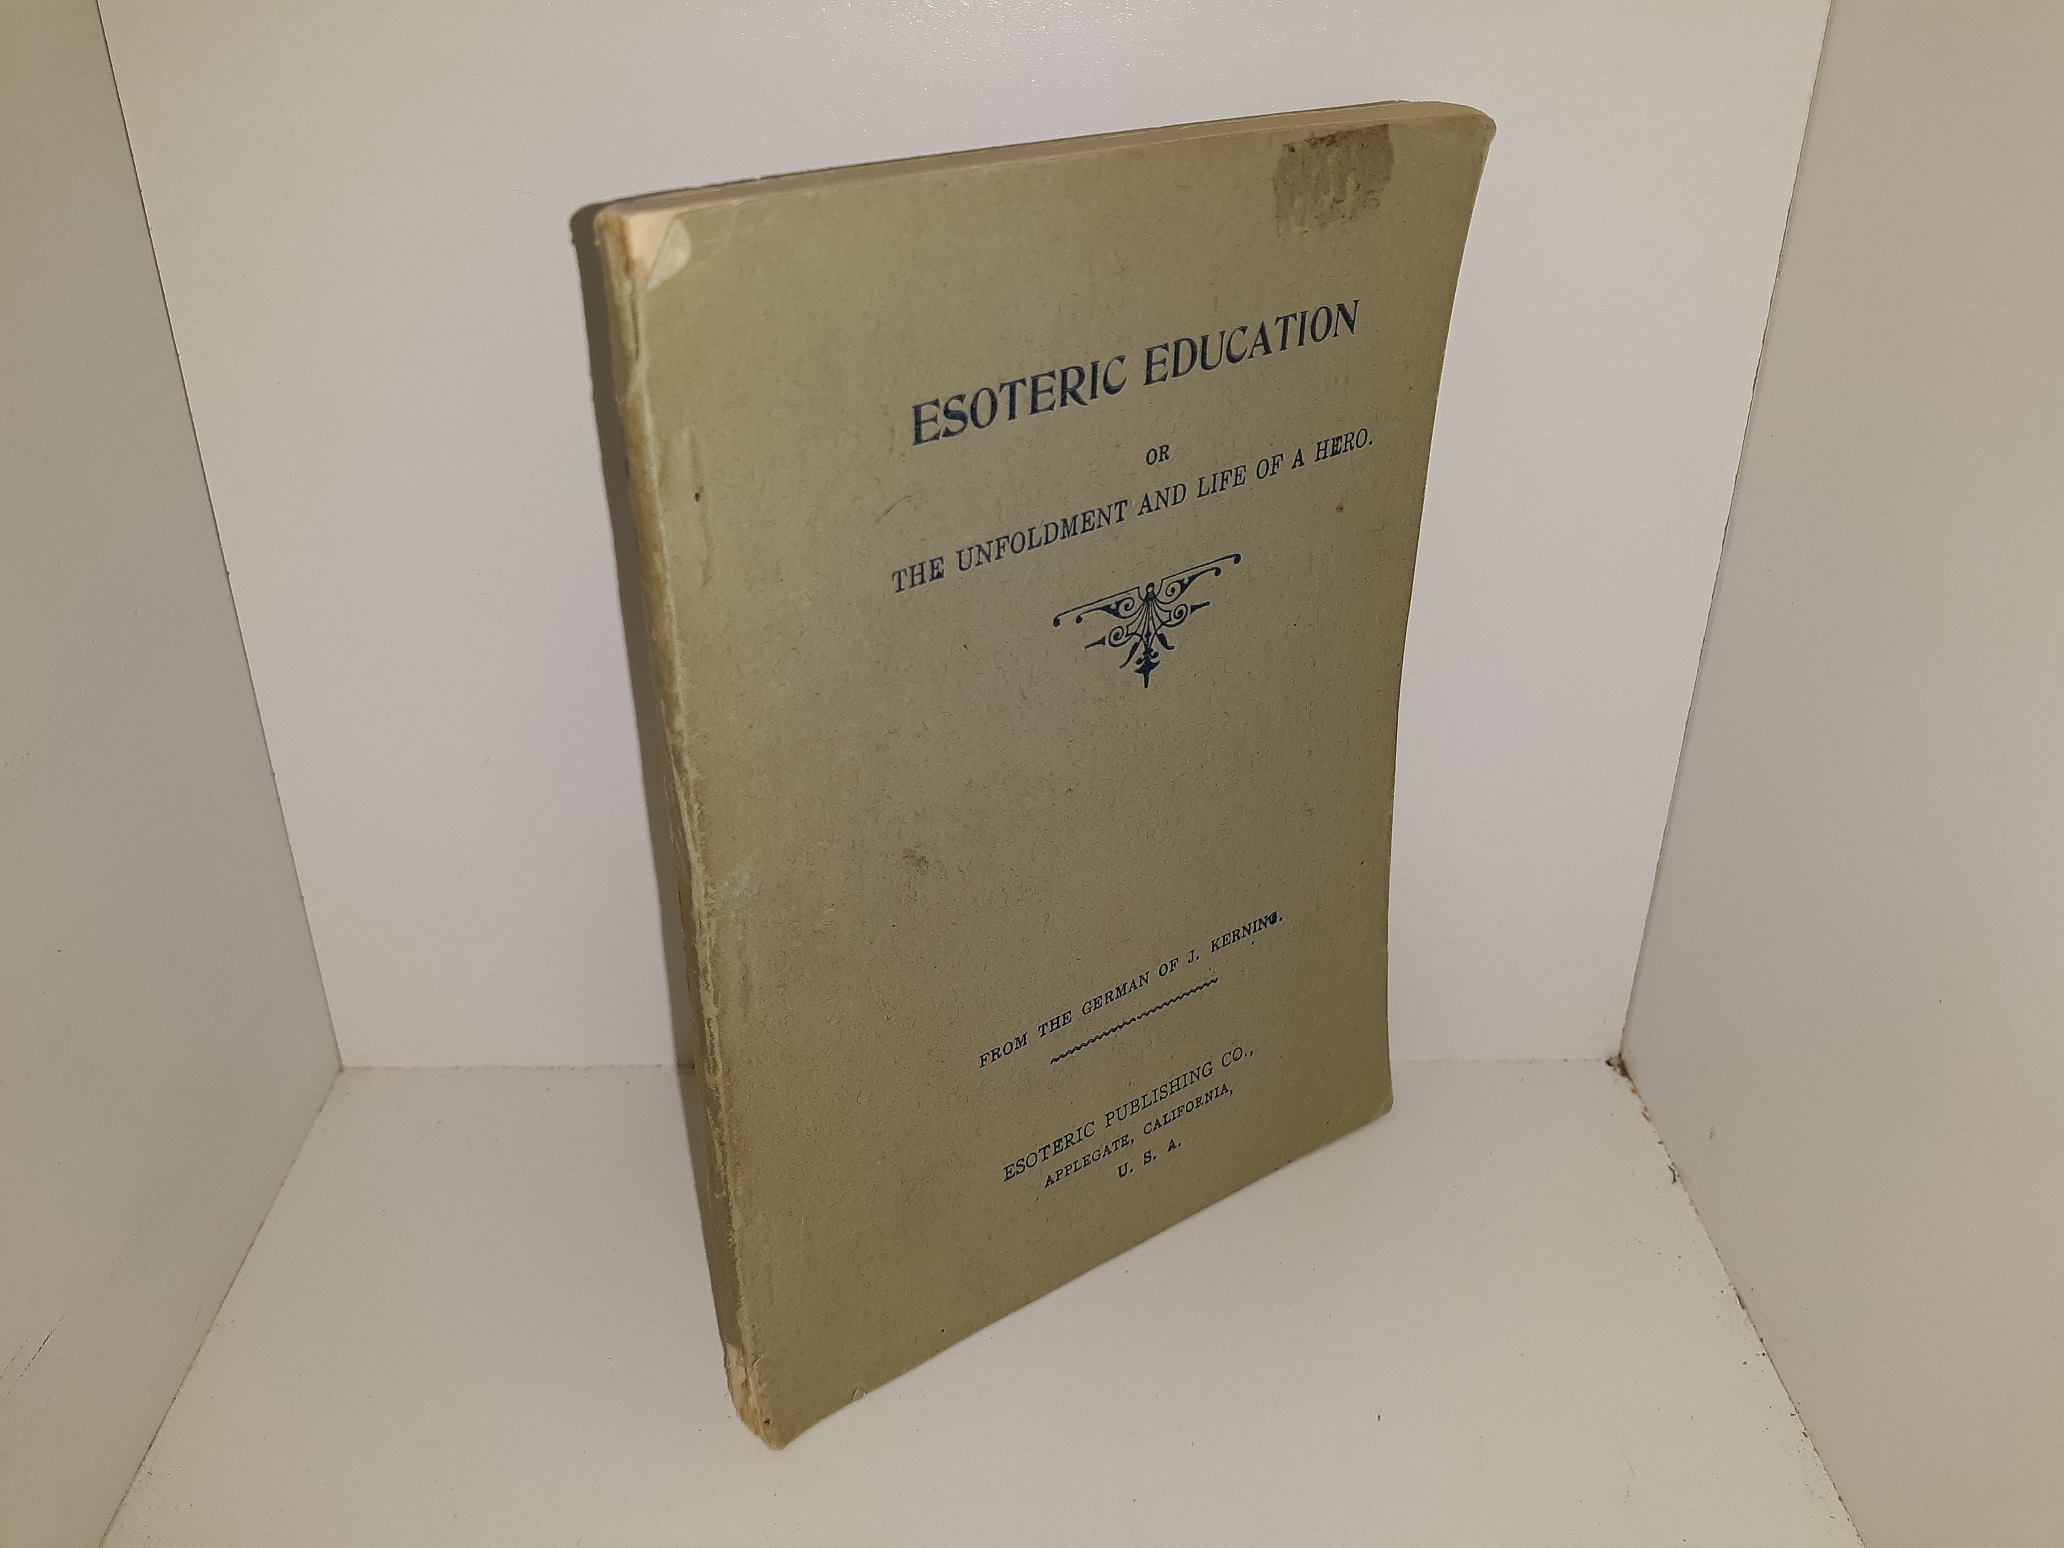 ESOTERIC EDUCATION
OR
THE UNFOLDMENT AND LIFE OF A HERO.
FROM THE GERMAN OF J. KERNING.
ESOTERIC PUBLISHING CO.,
APPLEGATE, CALIFORNIA,
U. S. A.